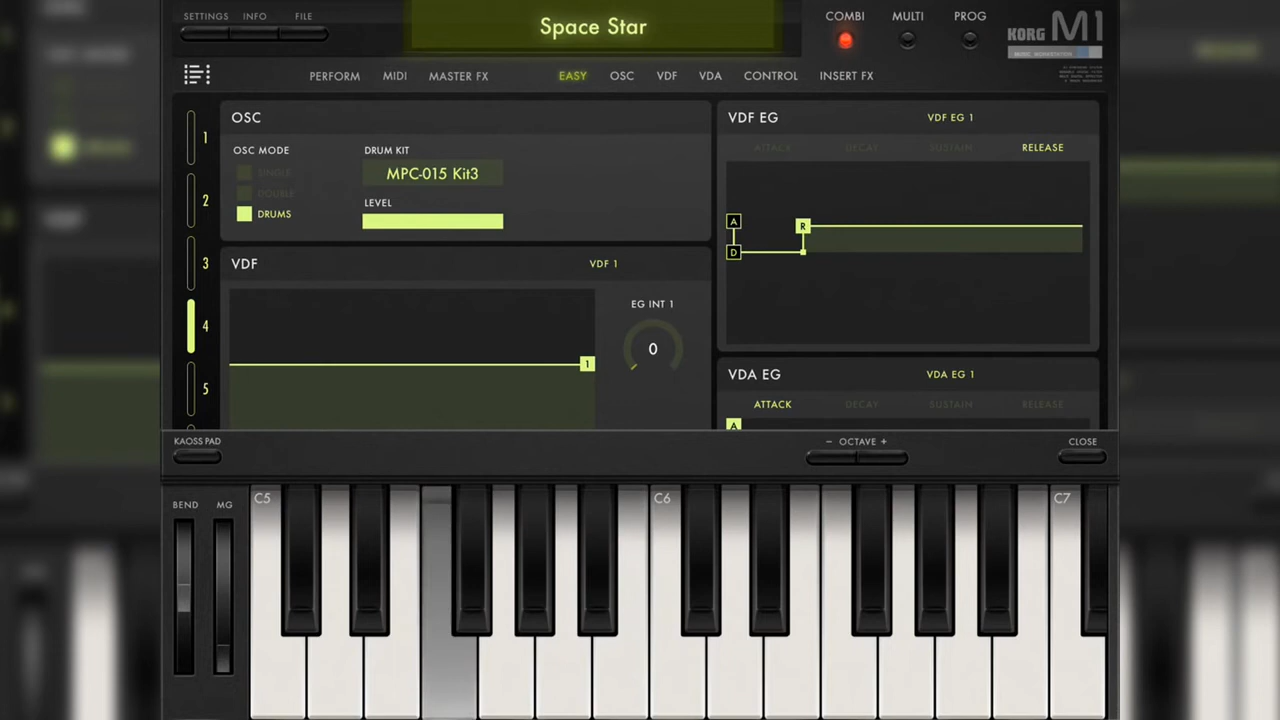 SETTINGS INFO FILE
Space Star
COMBI MULTI PROG
KORG M1
MUSIC WORKSTATION
PERFORM MIDI MASTER FX EASY OSC VDF VDA CONTROL INSERT FX
1
2
3
4
5
OSC
OSC MODE
SINGLE
DOUBLE
DRUMS
DRUM KIT
MPC-015 Kit3
LEVEL
VDF
VDF 1
EG INT 1
0
1
VDF EG
VDF EG 1
ATTACK DECAY SUSTAIN RELEASE
A
D
R
VDA EG
VDA EG 1
ATTACK DECAY SUSTAIN RELEASE
A
KAOSS PAD
− OCTAVE +
CLOSE
BEND MG
C5 C6 C7